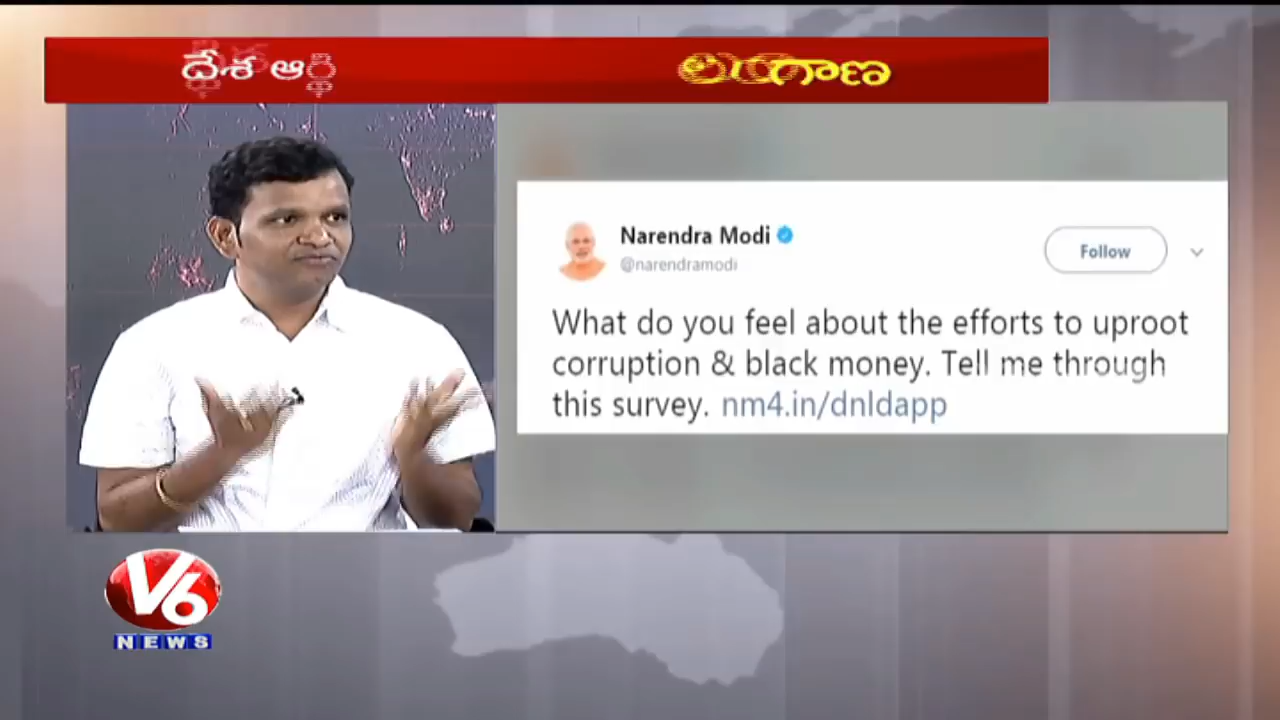 దేశ ఆర్థి
Narendra Modi
@narendramodi
Follow
What do you feel about the efforts to uproot
corruption & black money. Tell me through
this survey. nm4.in/dnldapp
V6
NEWS